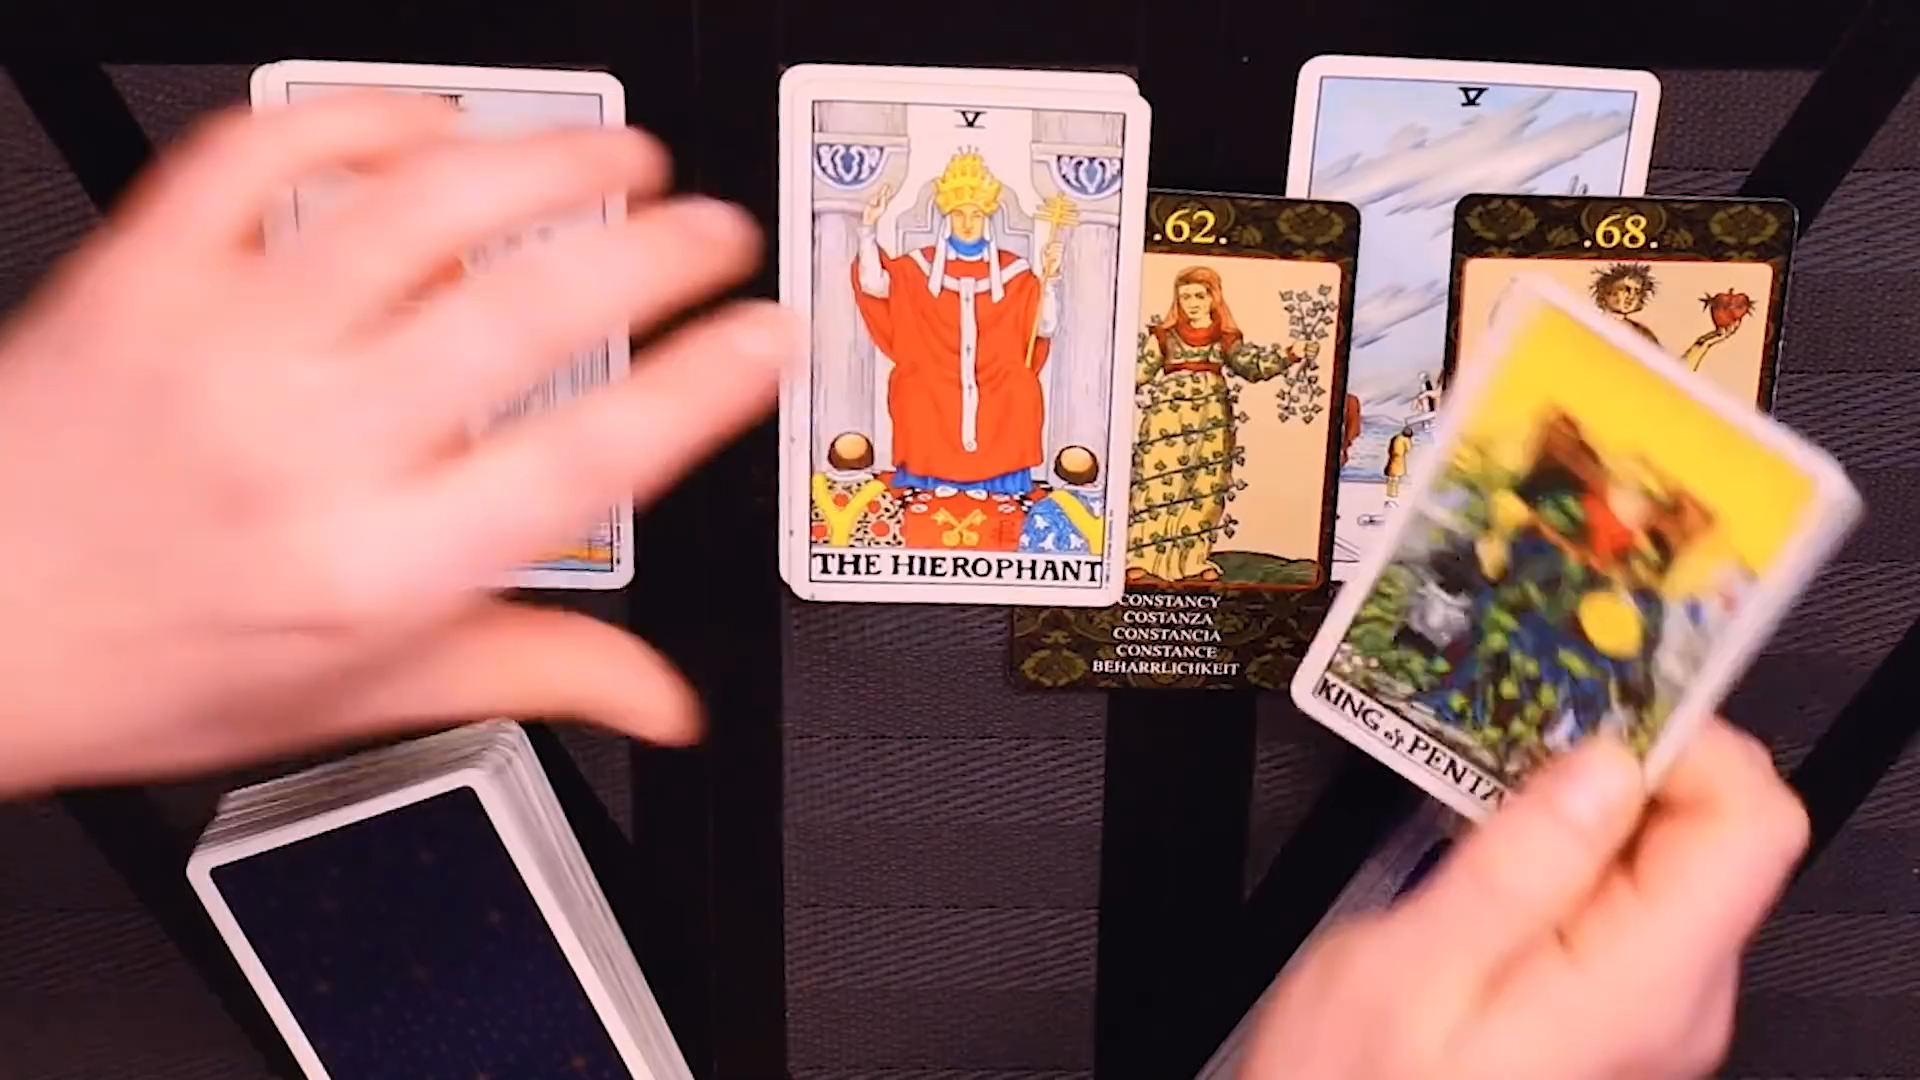 V
THE HIEROPHANT
.62.
CONSTANCY
COSTANZA
CONSTANCIA
CONSTANCE
BEHARRLICHKEIT
V
.68.
KING of PENTA